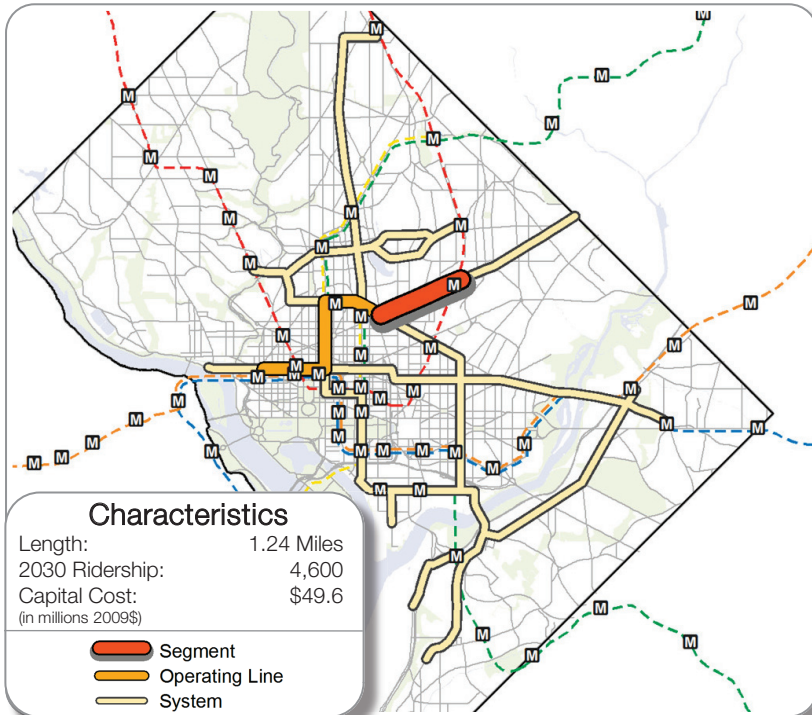 Characteristics
Length: 1.24 Miles
2030 Ridership: 4,600
Capital Cost: $49.6
(in millions 2009$)
Segment
Operating Line
System